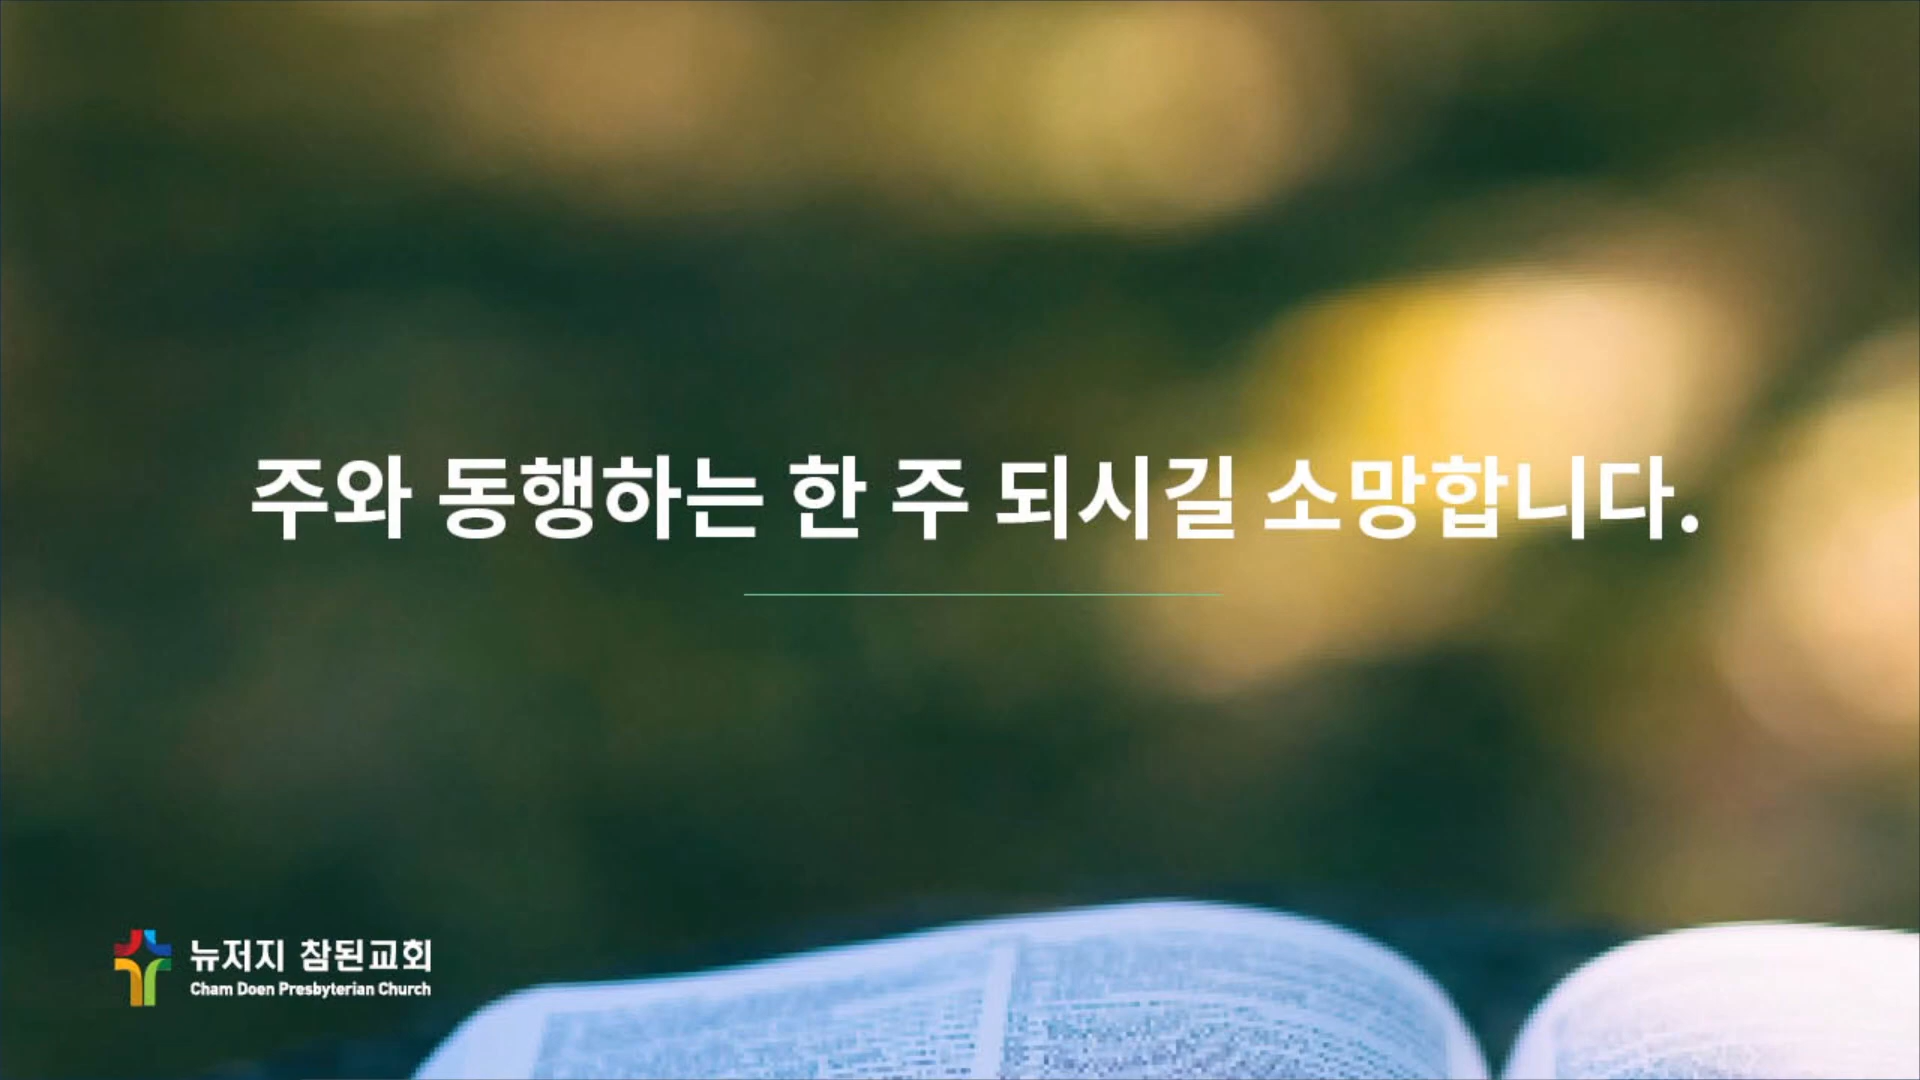 주와 동행하는 한 주 되시길 소망합니다.
뉴저지 참된교회
Cham Doen Presbyterian Church